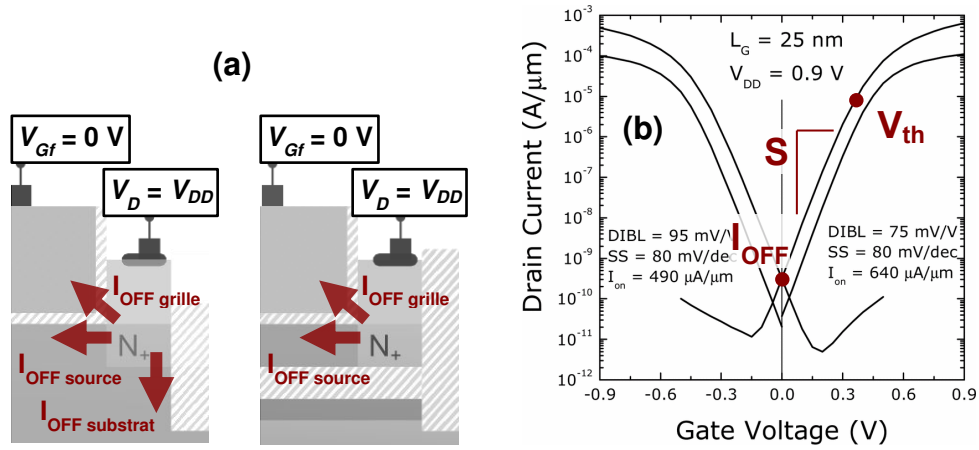 (a)
V_Gf = 0 V
V_D = V_DD
I_OFF grille
N_+
I_OFF source
I_OFF substrat
V_Gf = 0 V
V_D = V_DD
I_OFF grille
N_+
I_OFF source
(b)
Drain Current (A/μm)
10^-3
10^-4
10^-5
10^-6
10^-7
10^-8
10^-9
10^-10
10^-11
10^-12
L_G = 25 nm
V_DD = 0.9 V
V_th
S
I_OFF
DIBL = 95 mV/V
SS = 80 mV/dec
I_on = 490 μA/μm
DIBL = 75 mV/V
SS = 80 mV/dec
I_on = 640 μA/μm
-0.9 -0.6 -0.3 0.0 0.3 0.6 0.9
Gate Voltage (V)